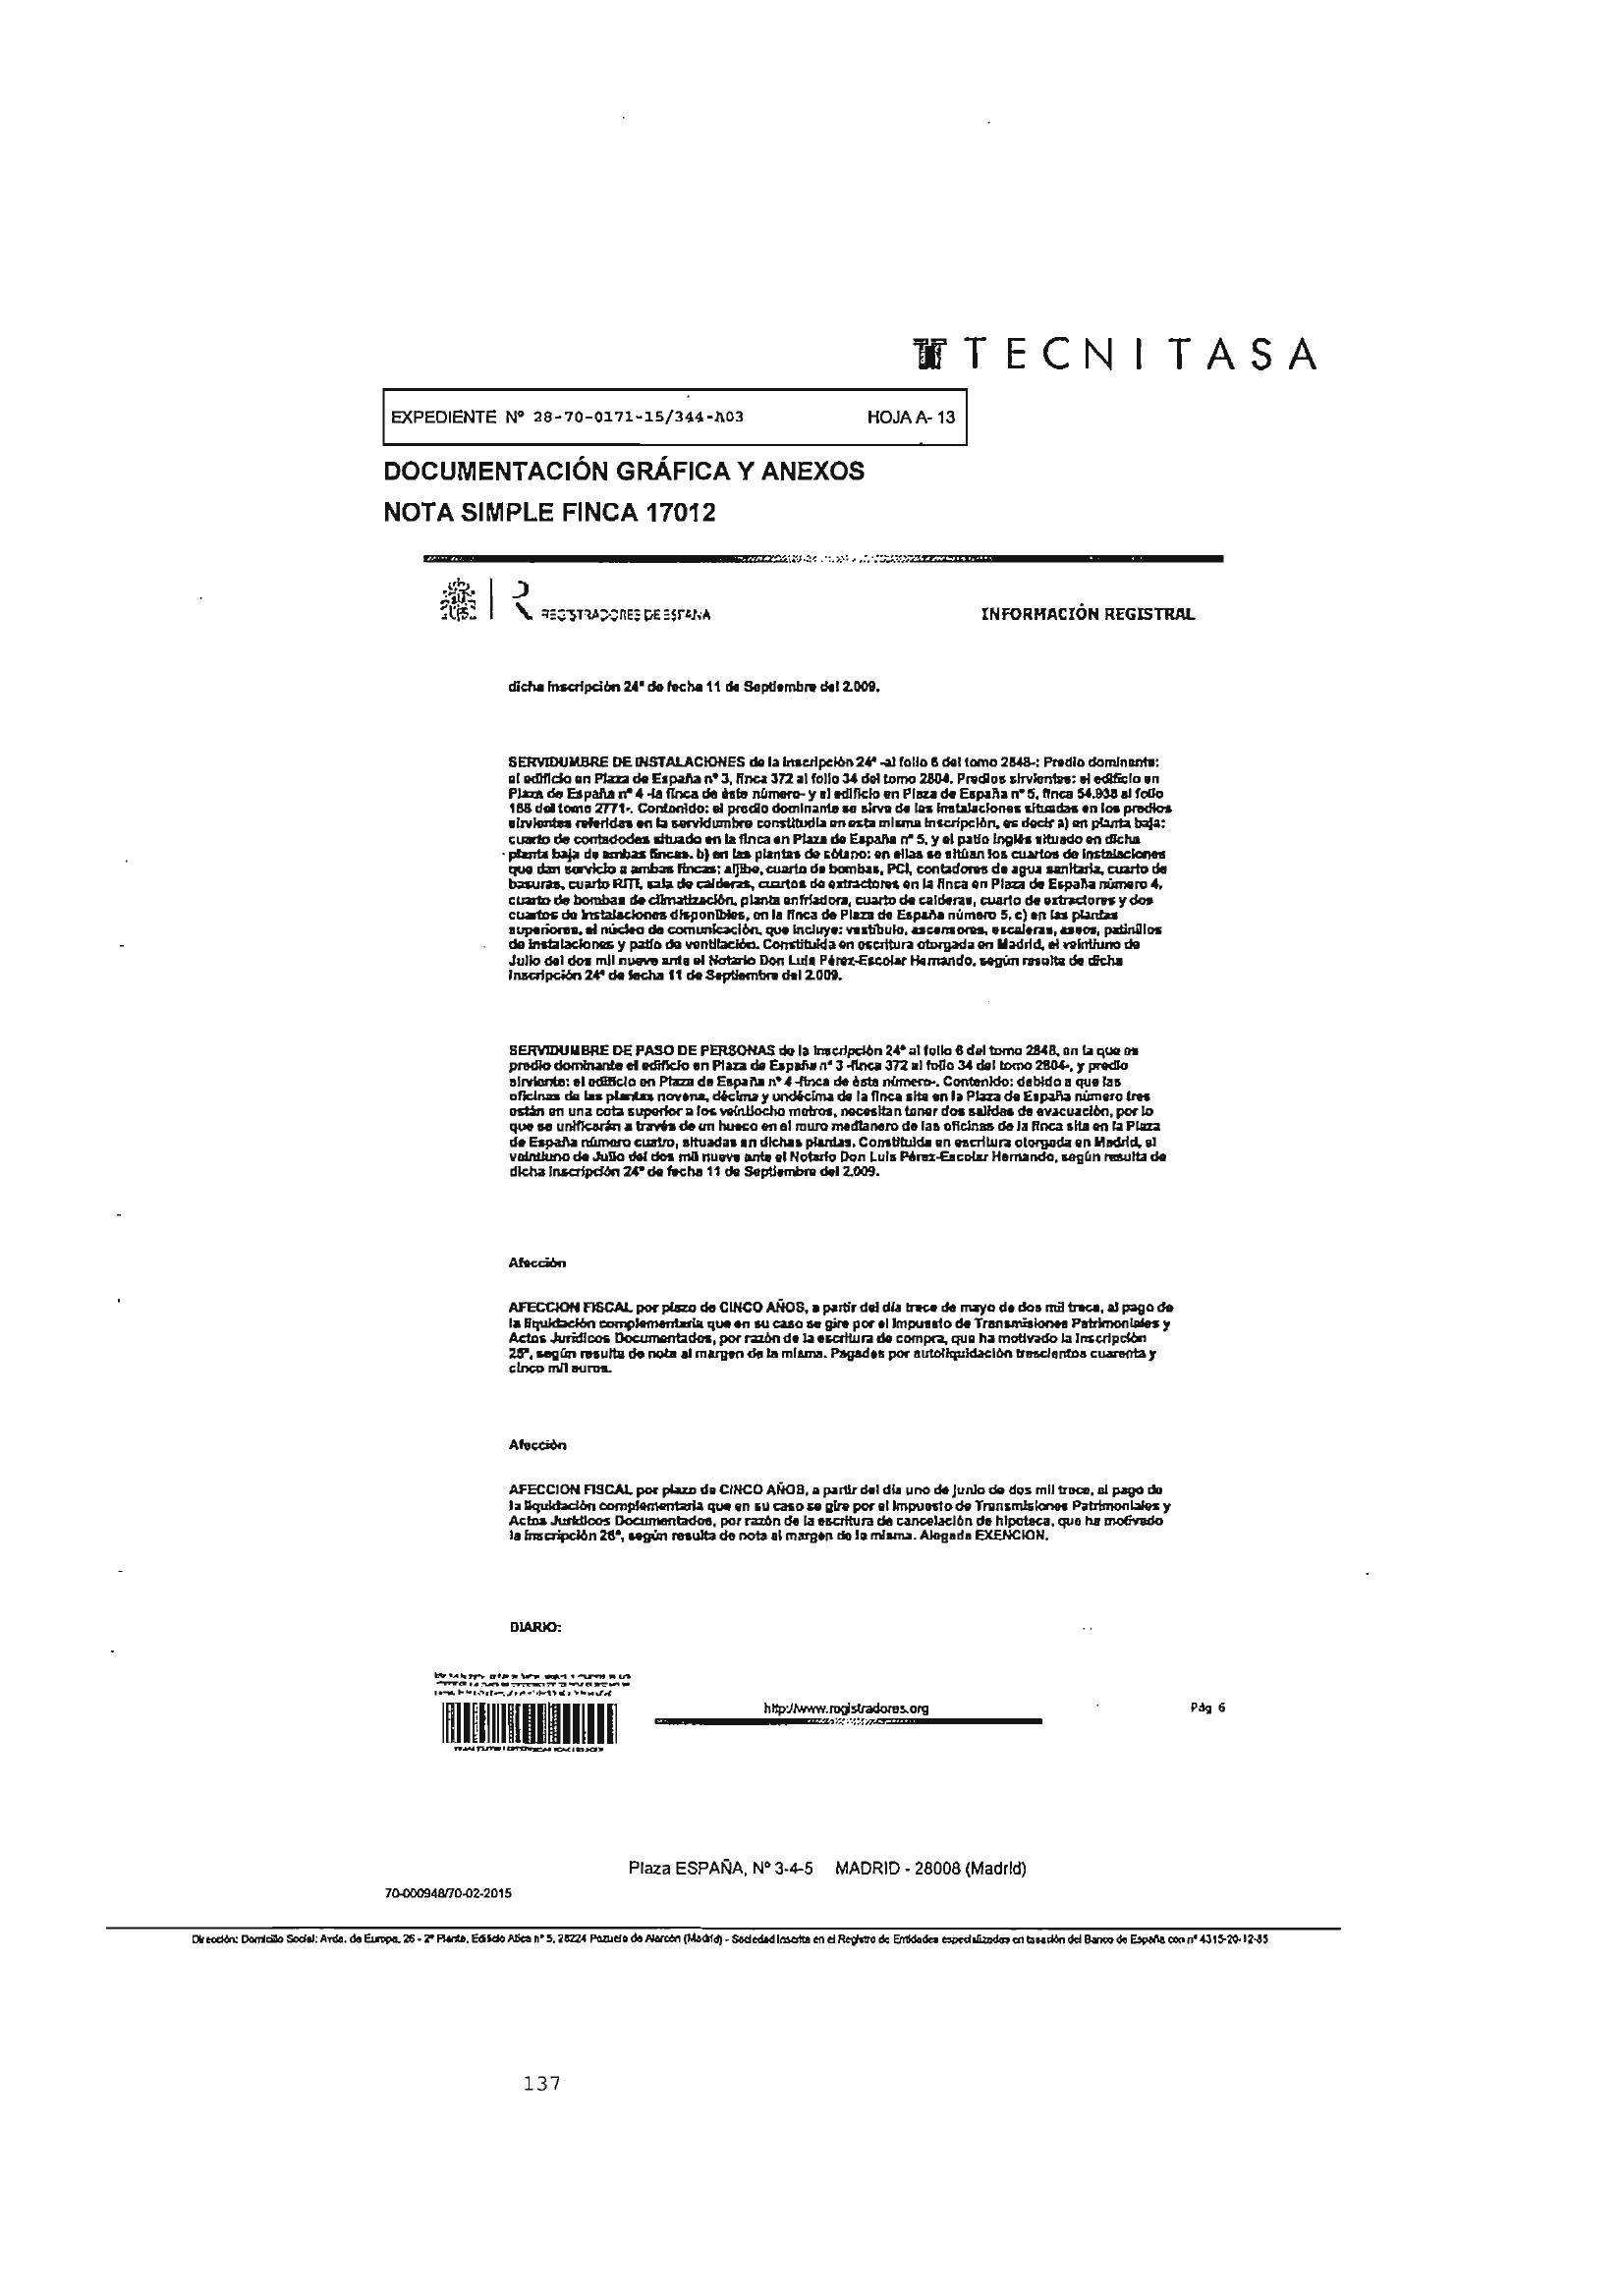 TECNITASA
EXPEDIENTE Nº 28-70-0171-15/344-A03 HOJA A- 13
DOCUMENTACIÓN GRÁFICA Y ANEXOS
NOTA SIMPLE FINCA 17012
REGISTRADORES DE ESPAÑA
INFORMACIÓN REGISTRAL
dicha inscripción 24ª de fecha 11 de Septiembre del 2.009.
SERVIDUMBRE DE INSTALACIONES de la inscripción 24ª -al folio 6 del tomo 2848-: Predio dominante:
el edificio en Plaza de España nº 3, finca 372 al folio 34 del tomo 2804. Predios sirvientes: el edificio en
Plaza de España nº 4 -la finca de éste número- y el edificio en Plaza de España nº 5, finca 54.938 al folio
168 del tomo 2771-. Contenido: el predio dominante se sirve de las instalaciones situadas en los predios
sirvientes referidas en la servidumbre constitudia en esta misma inscripción, es decir a) en planta baja:
cuarto de contadodes situado en la finca en Plaza de España nº 5, y el patio inglés situado en dicha
planta baja de ambas fincas. b) en las plantas de sótano: en ellas se sitúan los cuartos de instalaciones
que dan servicio a ambas fincas: aljibe, cuarto de bombas, PCI, contadores de agua sanitaria, cuarto de
basuras, cuarto RITI, sala de calderas, cuartos de extractores en la finca en Plaza de España número 4,
cuarto de bombas de climatización, planta enfriadora, cuarto de calderas, cuarto de extractores y dos
cuartos de instalaciones disponibles, en la finca de Plaza de España número 5, c) en las plantas
superiores, el núcleo de comunicación, que incluye: vestíbulo, ascensores, escaleras, aseos, patinillos
de instalaciones y patio de ventilación. Constituida en escritura otorgada en Madrid, el veintiuno de
Julio del dos mil nueve ante el Notario Don Luis Pérez-Escolar Hernando, según resulta de dicha
inscripción 24ª de fecha 11 de Septiembre del 2.009.
SERVIDUMBRE DE PASO DE PERSONAS de la inscripción 24ª al folio 6 del tomo 2848, en la que es
predio dominante el edificio en Plaza de España nº 3 -finca 372 al folio 34 del tomo 2804-, y predio
sirviente: el edificio en Plaza de España nº 4 -finca de éste número-. Contenido: debido a que las
oficinas de las plantas novena, décima y undécima de la finca sita en la Plaza de España número tres
están en una cota superior a los veintiocho metros, necesitan tener dos salidas de evacuación, por lo
que se unificarán a través de un hueco en el muro medianero de las oficinas de la finca sita en la Plaza
de España número cuatro, situadas en dichas plantas. Constituida en escritura otorgada en Madrid, el
veintiuno de Julio del dos mil nueve ante el Notario Don Luis Pérez-Escolar Hernando, según resulta de
dicha inscripción 24ª de fecha 11 de Septiembre del 2.009.
Afección
AFECCION FISCAL por plazo de CINCO AÑOS, a partir del día trece de mayo de dos mil trece, al pago de
la liquidación complementaria que en su caso se gire por el Impuesto de Transmisiones Patrimoniales y
Actos Jurídicos Documentados, por razón de la escritura de compra, que ha motivado la inscripción
25ª, según resulta de nota al margen de la misma. Pagados por autoliquidación trescientos cuarenta y
cinco mil euros.
Afección
AFECCION FISCAL por plazo de CINCO AÑOS, a partir del día uno de junio de dos mil trece, al pago de
la liquidación complementaria que en su caso se gire por el Impuesto de Transmisiones Patrimoniales y
Actos Jurídicos Documentados, por razón de la escritura de cancelación de hipoteca, que ha motivado
la inscripción 26ª, según resulta de nota al margen de la misma. Alegada EXENCION.
DIARIO:
http://www.registradores.org
Pág 6
Plaza ESPAÑA, Nº 3-4-5 MADRID - 28008 (Madrid)
70-000948/70-02-2015
Dirección: Domicilio Social: Avda. de Europa, 26 - 2ª Planta, Edificio Atica nº 5, 28224 Pozuelo de Alarcón (Madrid) - Sociedad Inscrita en el Registro de Entidades especializadas en tasación del Banco de España con nº 4315-20-12-85
137